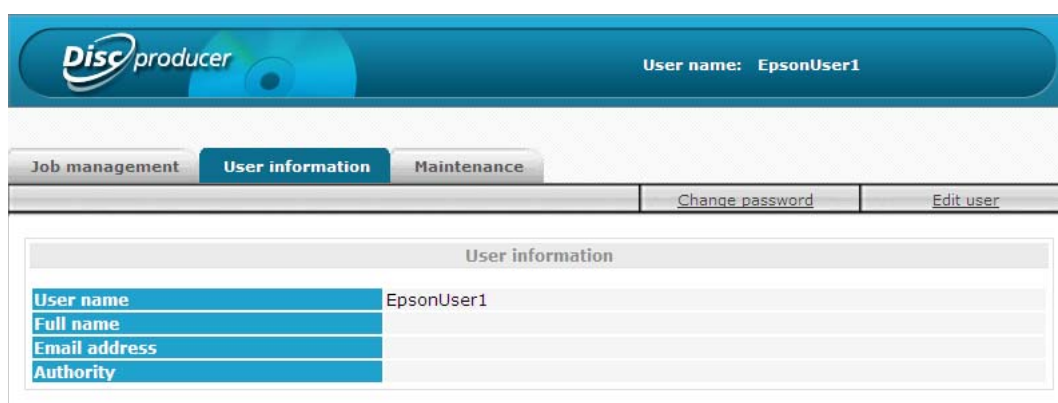 Disc producer
User name: EpsonUser1
Job management User information Maintenance
Change password Edit user
User information
User name EpsonUser1
Full name
Email address
Authority